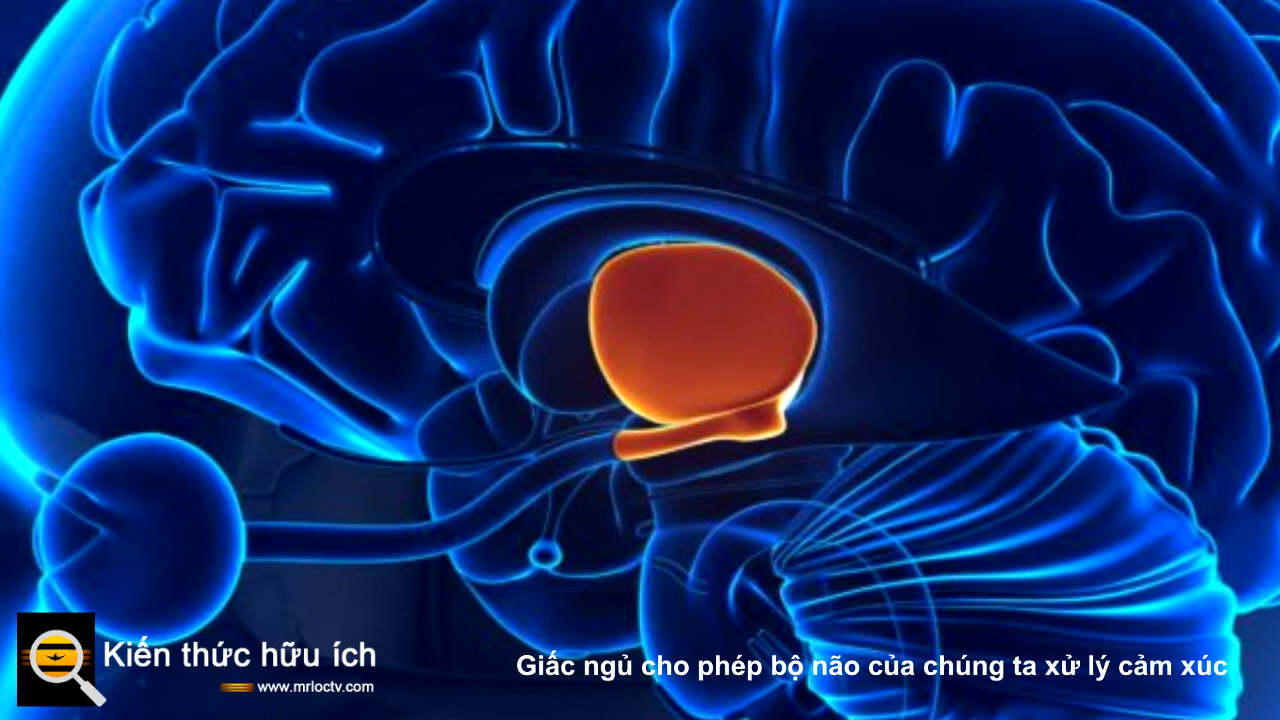 Kiến thức hữu ích
www.mrloctv.com
Giấc ngủ cho phép bộ não của chúng ta xử lý cảm xúc